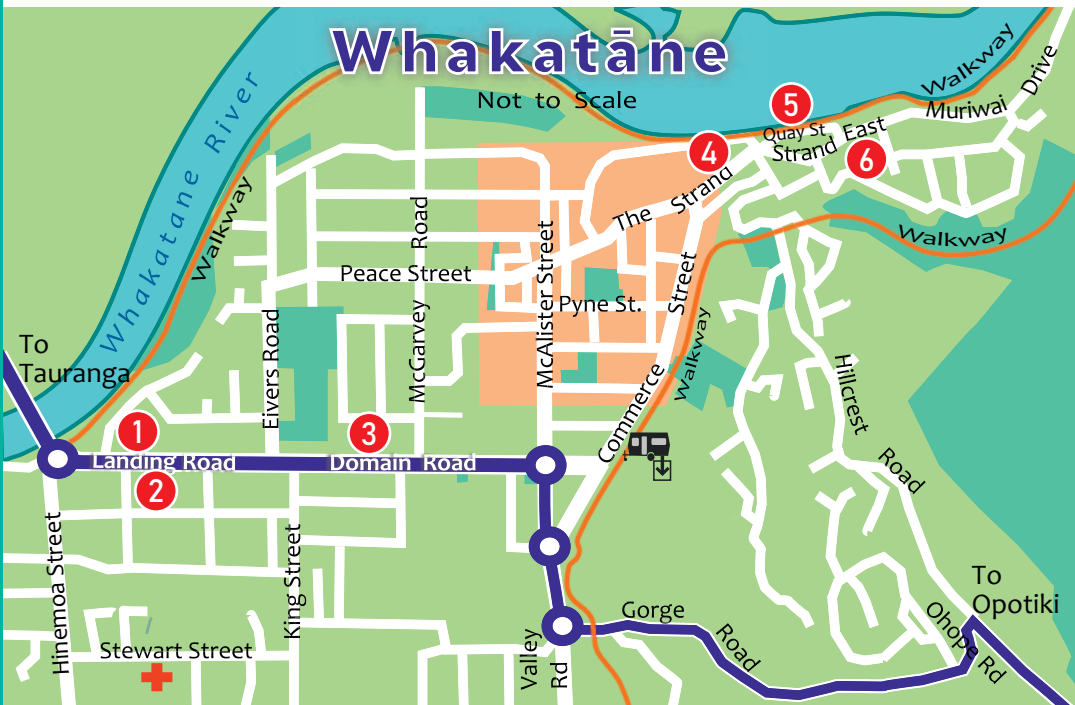 Whakatāne
Not to Scale
Whakatane River
Walkway
Walkway
Muriwai
Drive
5
Quay St
Strand East
4
6
The Strand
Walkway
McGarvey Road
Peace Street
McAlister Street
Pyne St.
Commerce Street
Walkway
Eivers Road
To
Tauranga
Hillcrest Road
1
3
Landing Road
Domain Road
2
Hinemoa Street
King Street
Stewart Street
Valley
Rd
Gorge Road
To
Opotiki
Ohope Rd